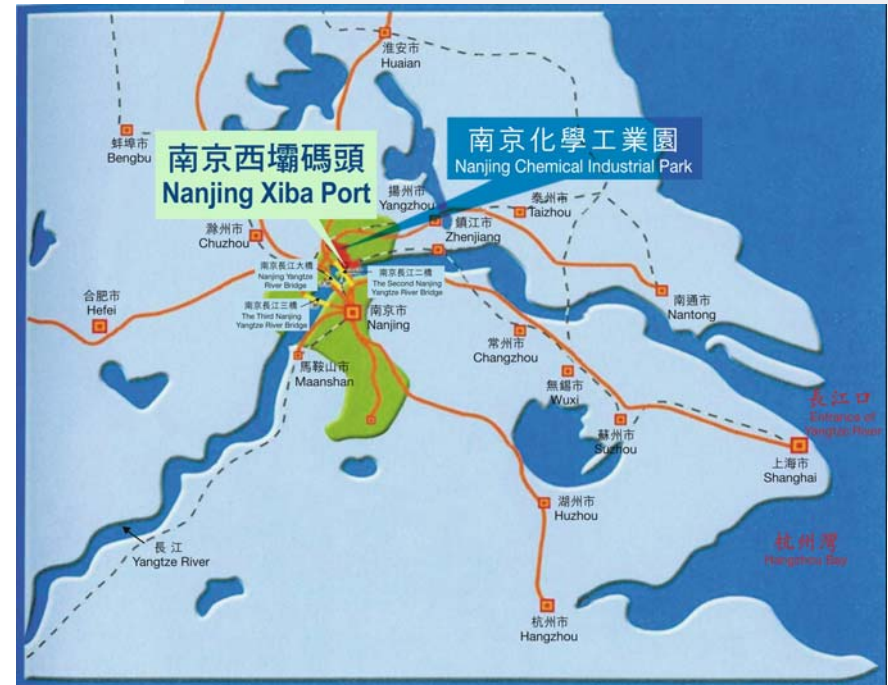 淮安市
Huaian
蚌埠市
Bengbu
南京西壩碼頭
Nanjing Xiba Port
南京化學工業園
Nanjing Chemical Industrial Park
揚州市
Yangzhou
泰州市
Taizhou
滁州市
Chuzhou
鎮江市
Zhenjiang
南京長江大橋
Nanjing Yangtze
River Bridge
南京長江二橋
The Second Nanjing
Yangtze River Bridge
合肥市
Hefei
南京長江三橋
The Third Nanjing
Yangtze River Bridge
南京市
Nanjing
南通市
Nantong
常州市
Changzhou
馬鞍山市
Maanshan
無錫市
Wuxi
長江口
Entrance of
Yangtze River
蘇州市
Suzhou
上海市
Shanghai
湖州市
Huzhou
長江
Yangtze River
杭州灣
Hangzhou Bay
杭州市
Hangzhou